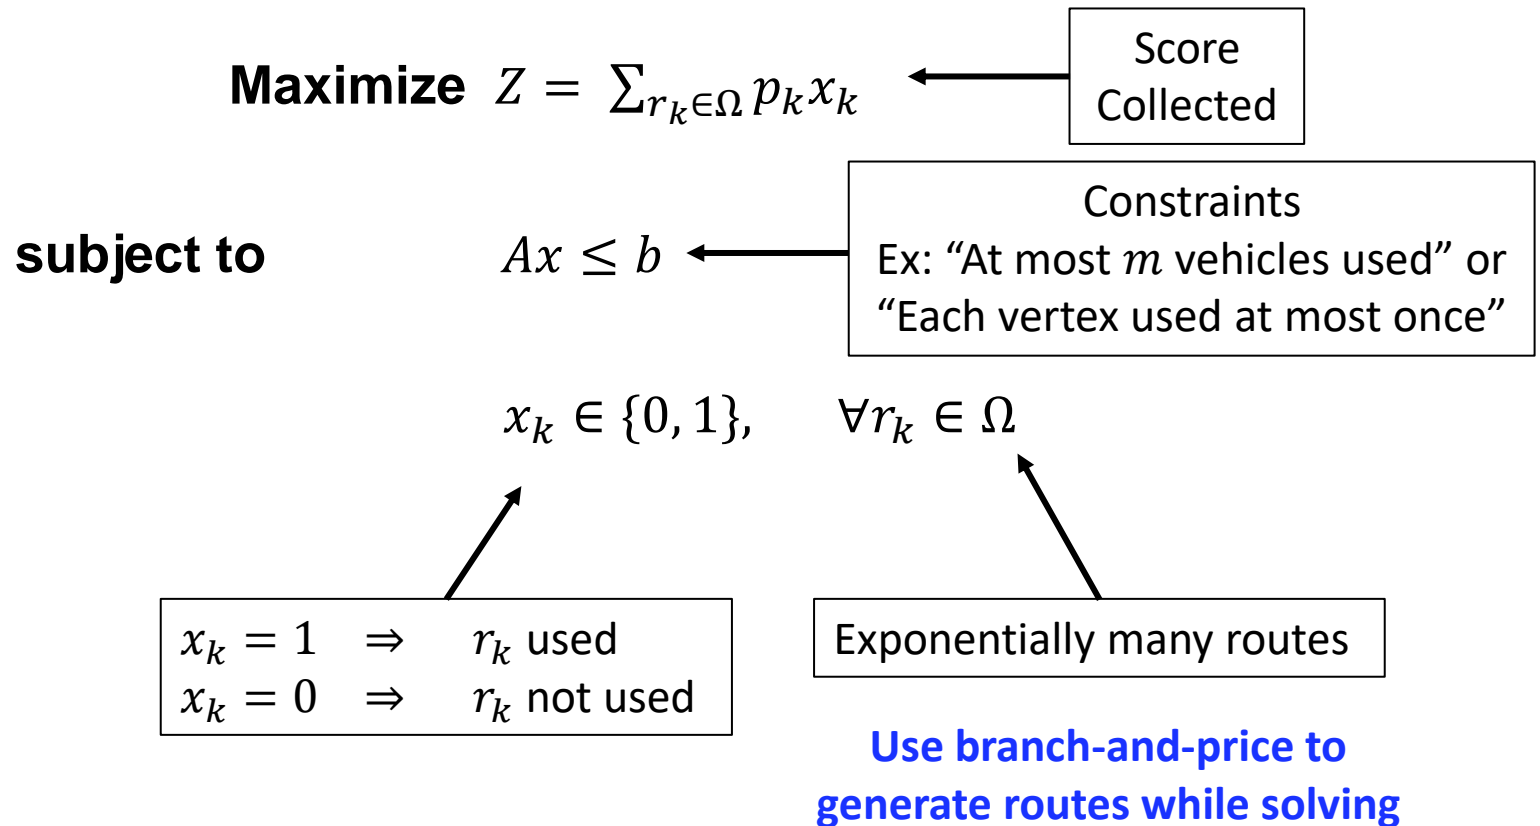 Maximize Z = ∑_{r_k∈Ω} p_k x_k
Score
Collected
subject to Ax ≤ b
Constraints
Ex: “At most m vehicles used” or
“Each vertex used at most once”
x_k ∈ {0, 1}, ∀r_k ∈ Ω
x_k = 1 ⇒ r_k used
x_k = 0 ⇒ r_k not used
Exponentially many routes
Use branch-and-price to
generate routes while solving